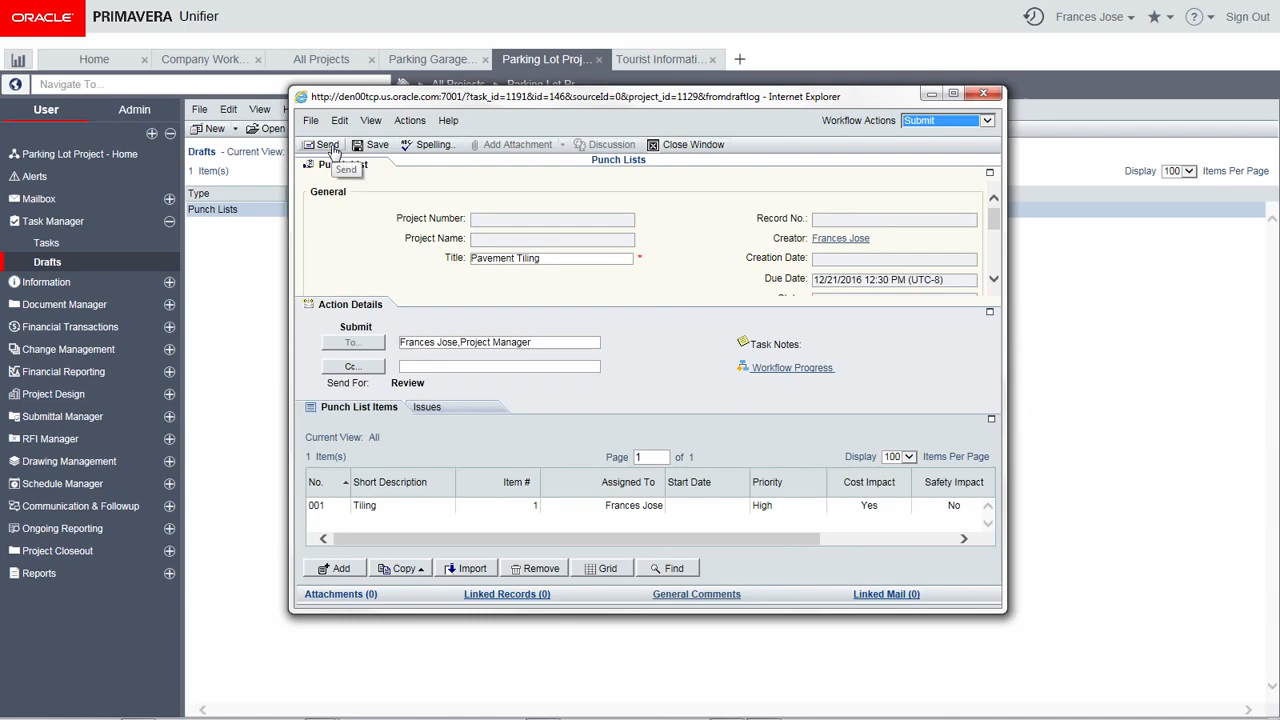 ORACLE PRIMAVERA Unifier Frances Jose ? Sign Out
Home Company Work... All Projects Parking Garage... Parking Lot Proj... Tourist Informati...
Navigate To...
User Admin
Parking Lot Project - Home
Alerts
Mailbox
Task Manager
Tasks
Drafts
Information
Document Manager
Financial Transactions
Change Management
Financial Reporting
Project Design
Submittal Manager
RFI Manager
Drawing Management
Schedule Manager
Communication & Followup
Ongoing Reporting
Project Closeout
Reports
File Edit View
New Open
Drafts - Current View:
1 Item(s)
Display 100 Items Per Page
Type
Punch Lists
http://den00tcp.us.oracle.com:7001/?task_id=1191&id=146&sourceId=0&project_id=1129&fromdraftlog - Internet Explorer
File Edit View Actions Help Workflow Actions Submit
Send Save Spelling.. Add Attachment Discussion Close Window
Send
Punch Lists
General
Project Number: Record No.:
Project Name: Creator: Frances Jose
Title: Pavement Tiling * Creation Date:
Due Date: 12/21/2016 12:30 PM (UTC-8)
Action Details
Submit
To... Frances Jose,Project Manager Task Notes:
Cc... Workflow Progress
Send For: Review
Punch List Items Issues
Current View: All
1 Item(s) Page 1 of 1 Display 100 Items Per Page
No. Short Description Item # Assigned To Start Date Priority Cost Impact Safety Impact
001 Tiling 1 Frances Jose High Yes No
Add Copy Import Remove Grid Find
Attachments (0) Linked Records (0) General Comments Linked Mail (0)